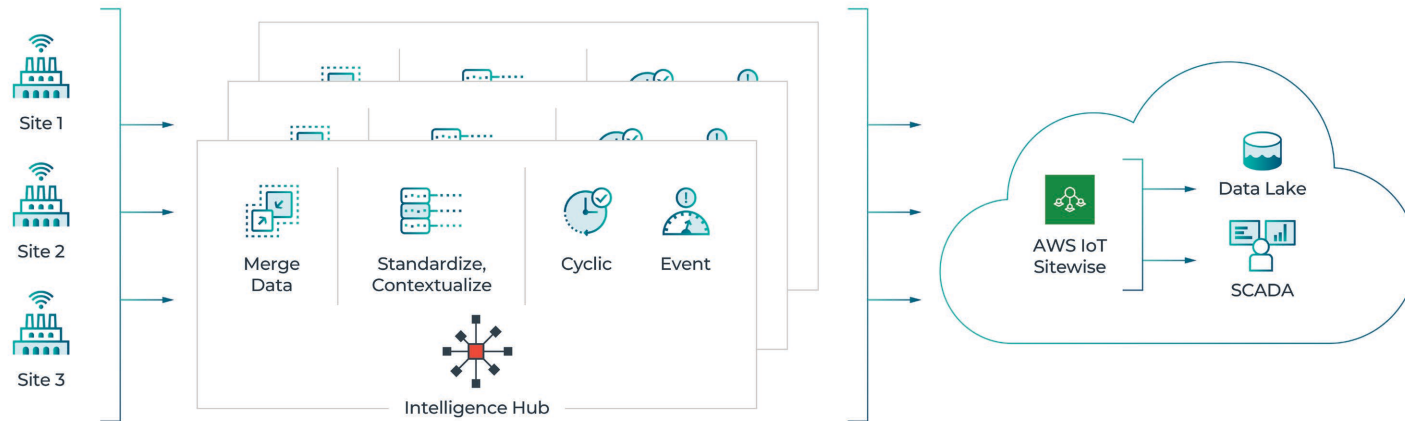 Site 1
Site 2
Site 3
Merge
Data
Standardize,
Contextualize
Cyclic
Event
Intelligence Hub
AWS IoT
Sitewise
Data Lake
SCADA